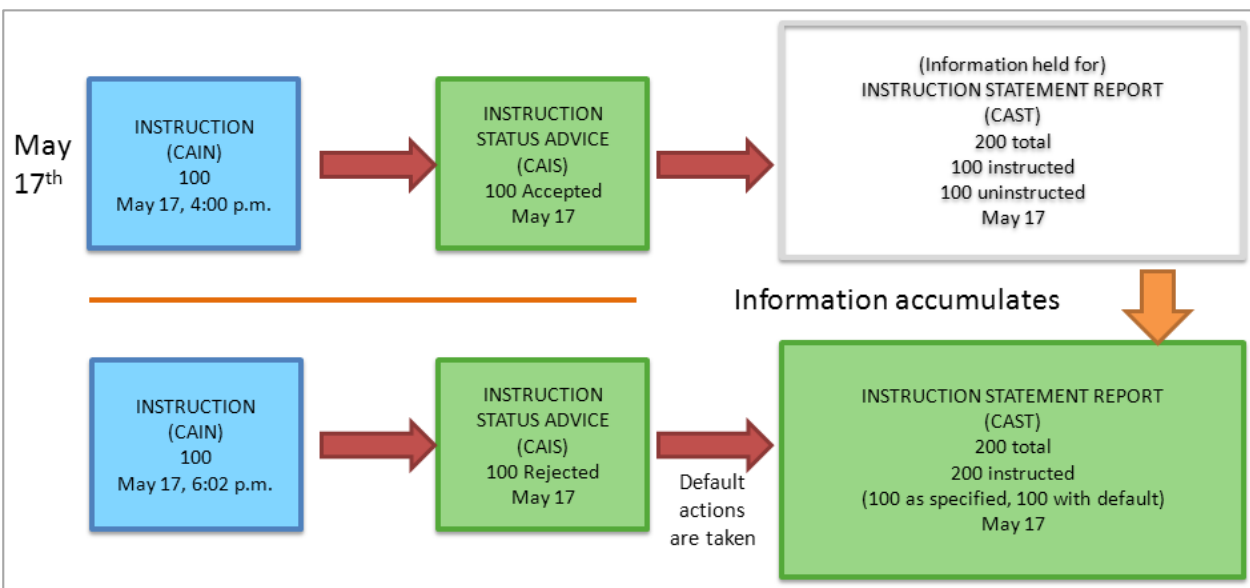 May
17th
INSTRUCTION
(CAIN)
100
May 17, 4:00 p.m.
INSTRUCTION
STATUS ADVICE
(CAIS)
100 Accepted
May 17
(Information held for)
INSTRUCTION STATEMENT REPORT
(CAST)
200 total
100 instructed
100 uninstructed
May 17
Information accumulates
INSTRUCTION
(CAIN)
100
May 17, 6:02 p.m.
INSTRUCTION
STATUS ADVICE
(CAIS)
100 Rejected
May 17
Default
actions
are taken
INSTRUCTION STATEMENT REPORT
(CAST)
200 total
200 instructed
(100 as specified, 100 with default)
May 17